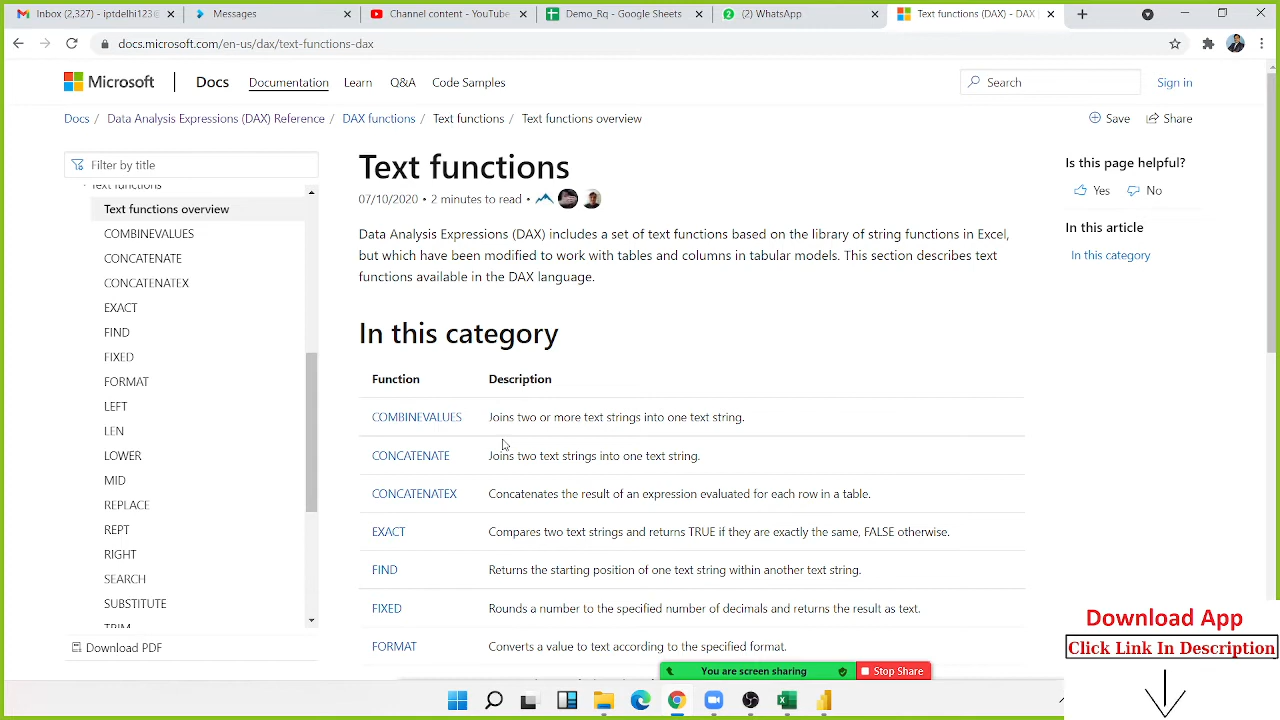 Inbox (2,327) - iptdelhi123@
Messages
Channel content - YouTube
Demo_Rq - Google Sheets
(2) WhatsApp
Text functions (DAX) - DAX
docs.microsoft.com/en-us/dax/text-functions-dax
Microsoft
Docs
Documentation
Learn
Q&A
Code Samples
Search
Sign in
Docs / Data Analysis Expressions (DAX) Reference / DAX functions / Text functions / Text functions overview
Save
Share
Filter by title
Text functions
Text functions overview
COMBINEVALUES
CONCATENATE
CONCATENATEX
EXACT
FIND
FIXED
FORMAT
LEFT
LEN
LOWER
MID
REPLACE
REPT
RIGHT
SEARCH
SUBSTITUTE
TRIM
Download PDF
Text functions
07/10/2020 • 2 minutes to read •
Data Analysis Expressions (DAX) includes a set of text functions based on the library of string functions in Excel,
but which have been modified to work with tables and columns in tabular models. This section describes text
functions available in the DAX language.
In this category
Function Description
COMBINEVALUES Joins two or more text strings into one text string.
CONCATENATE Joins two text strings into one text string.
CONCATENATEX Concatenates the result of an expression evaluated for each row in a table.
EXACT Compares two text strings and returns TRUE if they are exactly the same, FALSE otherwise.
FIND Returns the starting position of one text string within another text string.
FIXED Rounds a number to the specified number of decimals and returns the result as text.
FORMAT Converts a value to text according to the specified format.
Is this page helpful?
Yes
No
In this article
In this category
You are screen sharing
Stop Share
Download App
Click Link In Description